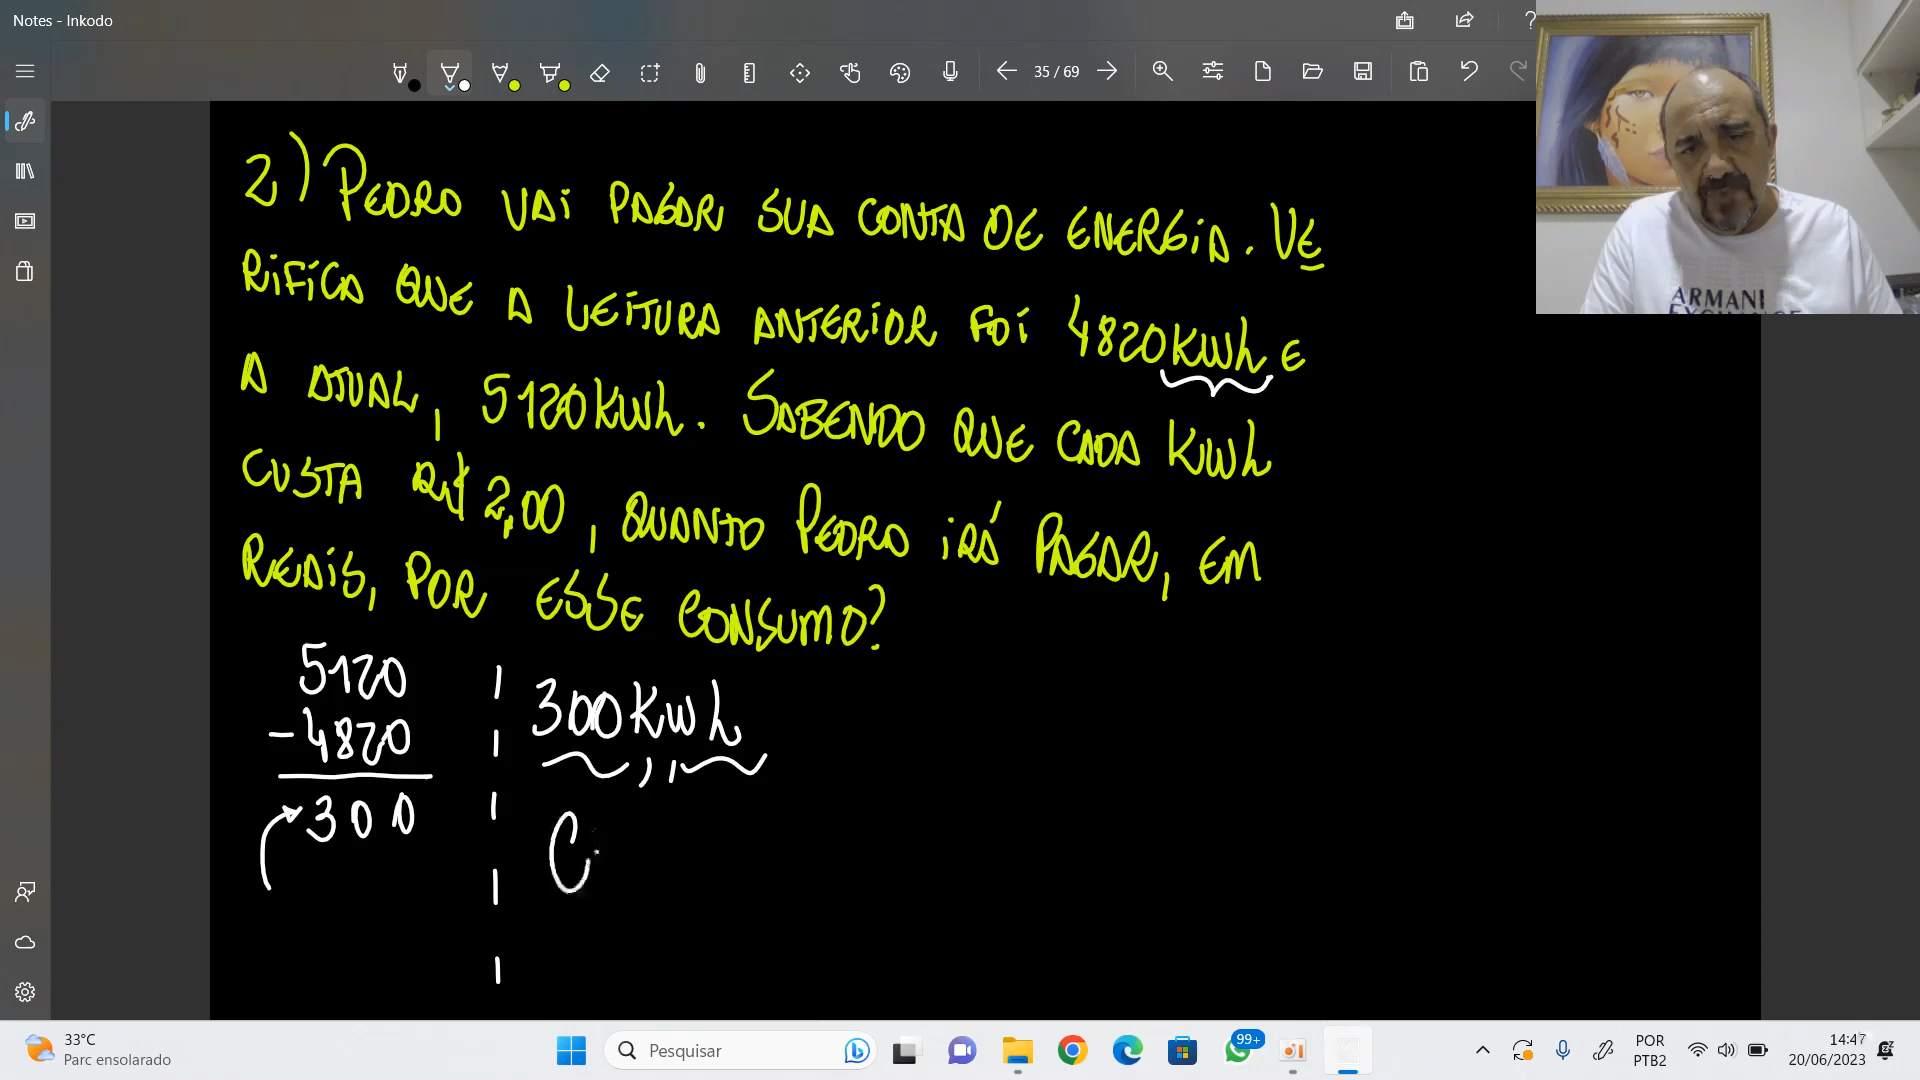 Notes - Inkodo
35 / 69
2) PEDRO VAI PAGAR SUA CONTA DE ENERGIA. VE
RIFICA QUE A LEITURA ANTERIOR FOI 4820KWh E
A ATUAL, 5120KWh. SABENDO QUE CADA KWh
CUSTA R$ 2,00, QUANTO PEDRO IRÁ PAGAR, EM
REAIS, POR ESSE CONSUMO?
5120
- 4820
300
300KWh
C
ARMANI
EXCHANGE
33°C
Parc ensolarado
Pesquisar
99+
POR
PTB2
14:47
20/06/2023